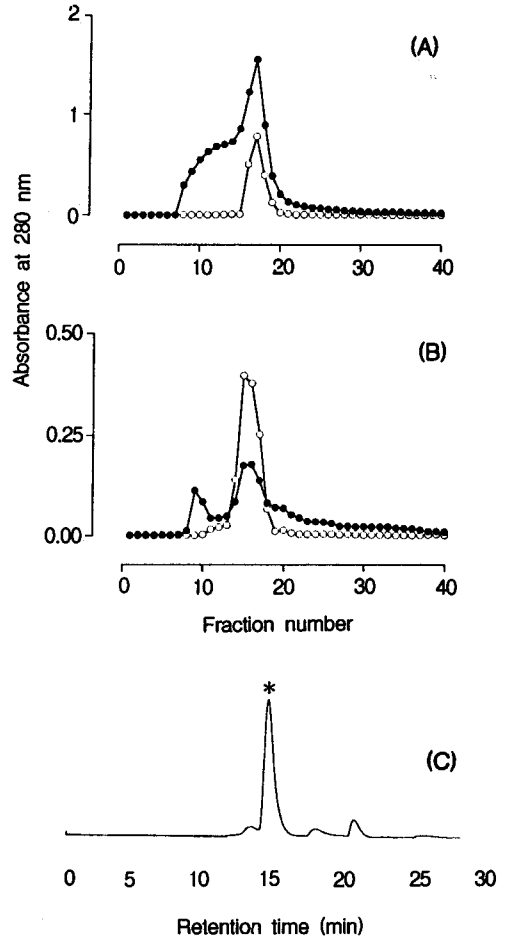 2
(A)
1
0
0 10 20 30 40
Absorbance at 280 nm
0.50
(B)
0.25
0.00
0 10 20 30 40
Fraction number
*
(C)
0 5 10 15 20 25 30
Retention time (min)